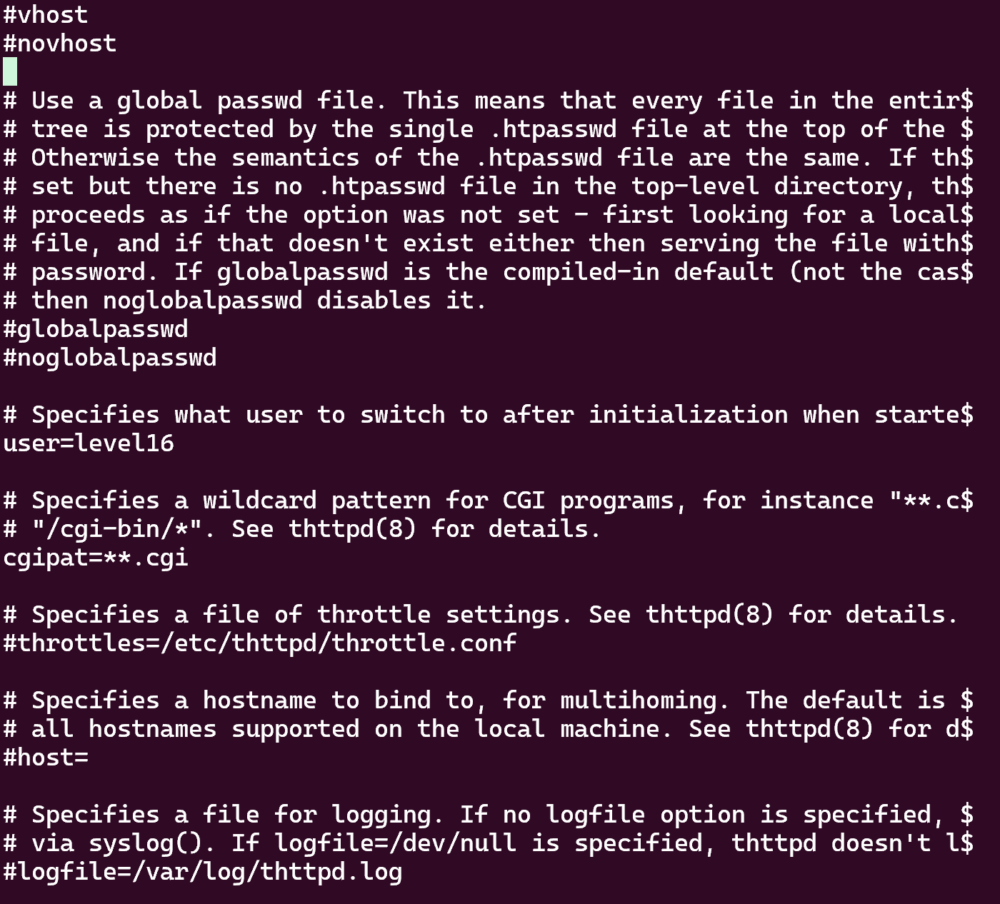 #vhost
#novhost
# Use a global passwd file. This means that every file in the entir$
# tree is protected by the single .htpasswd file at the top of the $
# Otherwise the semantics of the .htpasswd file are the same. If th$
# set but there is no .htpasswd file in the top-level directory, th$
# proceeds as if the option was not set - first looking for a local$
# file, and if that doesn't exist either then serving the file with$
# password. If globalpasswd is the compiled-in default (not the cas$
# then noglobalpasswd disables it.
#globalpasswd
#noglobalpasswd
# Specifies what user to switch to after initialization when starte$
user=level16
# Specifies a wildcard pattern for CGI programs, for instance "**.c$
# "/cgi-bin/*". See thttpd(8) for details.
cgipat=**.cgi
# Specifies a file of throttle settings. See thttpd(8) for details.
#throttles=/etc/thttpd/throttle.conf
# Specifies a hostname to bind to, for multihoming. The default is $
# all hostnames supported on the local machine. See thttpd(8) for d$
#host=
# Specifies a file for logging. If no logfile option is specified, $
# via syslog(). If logfile=/dev/null is specified, thttpd doesn't l$
#logfile=/var/log/thttpd.log